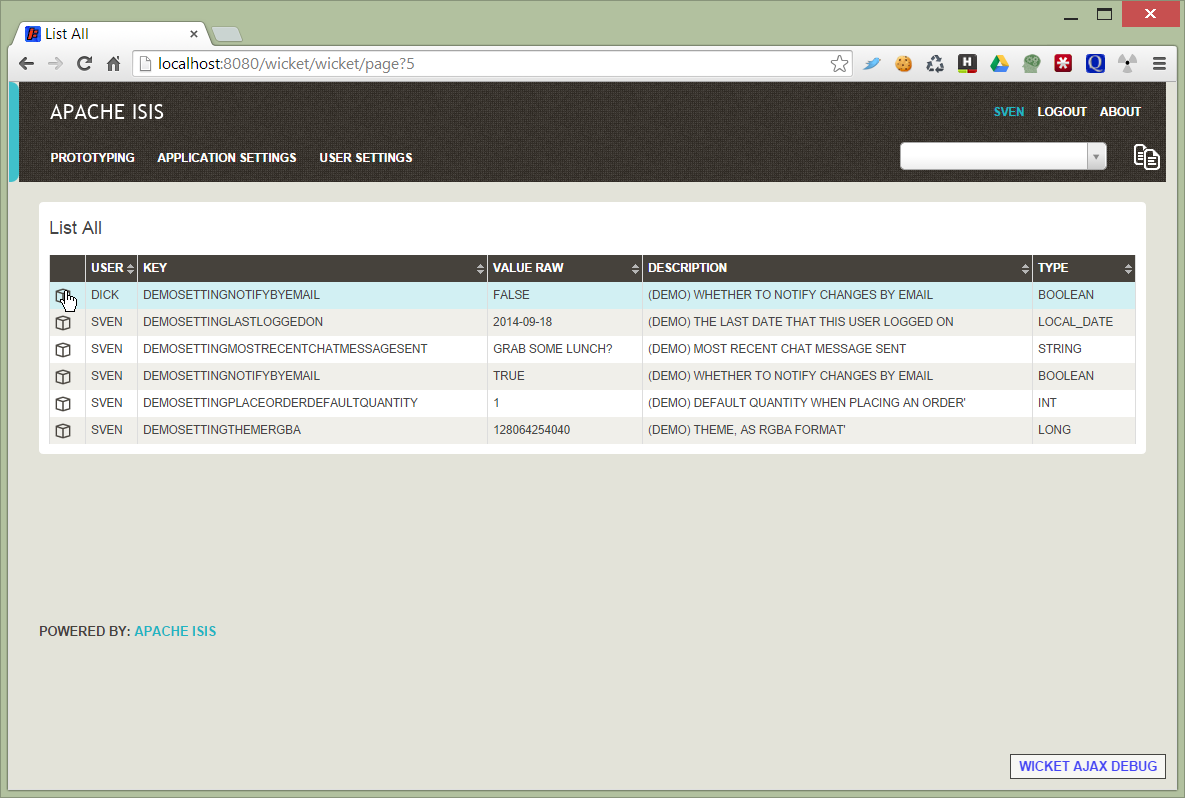 List All
localhost:8080/wicket/wicket/page?5
H
Q
APACHE ISIS
SVEN LOGOUT ABOUT
PROTOTYPING APPLICATION SETTINGS USER SETTINGS
List All
USER KEY VALUE RAW DESCRIPTION TYPE
DICK DEMOSETTINGNOTIFYBYEMAIL FALSE (DEMO) WHETHER TO NOTIFY CHANGES BY EMAIL BOOLEAN
SVEN DEMOSETTINGLASTLOGGEDON 2014-09-18 (DEMO) THE LAST DATE THAT THIS USER LOGGED ON LOCAL_DATE
SVEN DEMOSETTINGMOSTRECENTCHATMESSAGESENT GRAB SOME LUNCH? (DEMO) MOST RECENT CHAT MESSAGE SENT STRING
SVEN DEMOSETTINGNOTIFYBYEMAIL TRUE (DEMO) WHETHER TO NOTIFY CHANGES BY EMAIL BOOLEAN
SVEN DEMOSETTINGPLACEORDERDEFAULTQUANTITY 1 (DEMO) DEFAULT QUANTITY WHEN PLACING AN ORDER' INT
SVEN DEMOSETTINGTHEMERGBA 128064254040 (DEMO) THEME, AS RGBA FORMAT' LONG
POWERED BY: APACHE ISIS
WICKET AJAX DEBUG